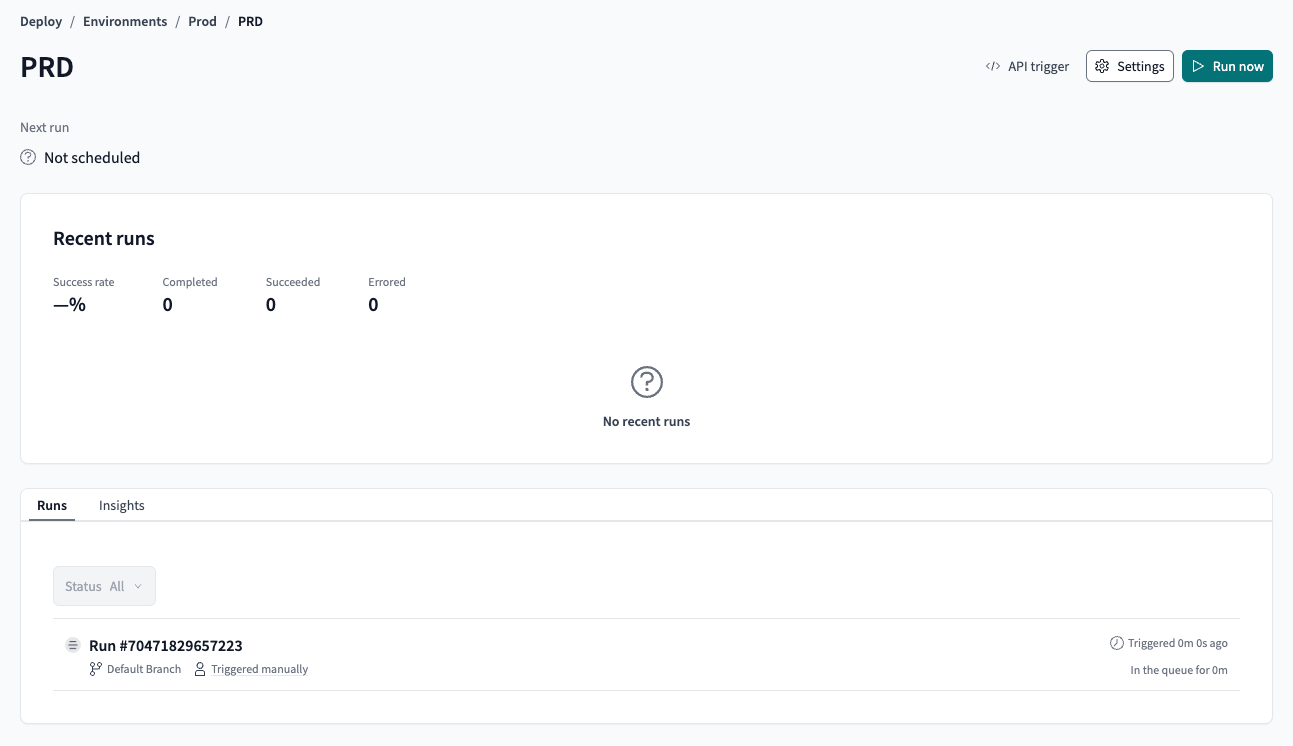 Deploy / Environments / Prod / PRD
PRD
</> API trigger Settings Run now
Next run
Not scheduled
Recent runs
Success rate Completed Succeeded Errored
—% 0 0 0
No recent runs
Runs Insights
Status All
Run #70471829657223 Triggered 0m 0s ago
Default Branch Triggered manually In the queue for 0m